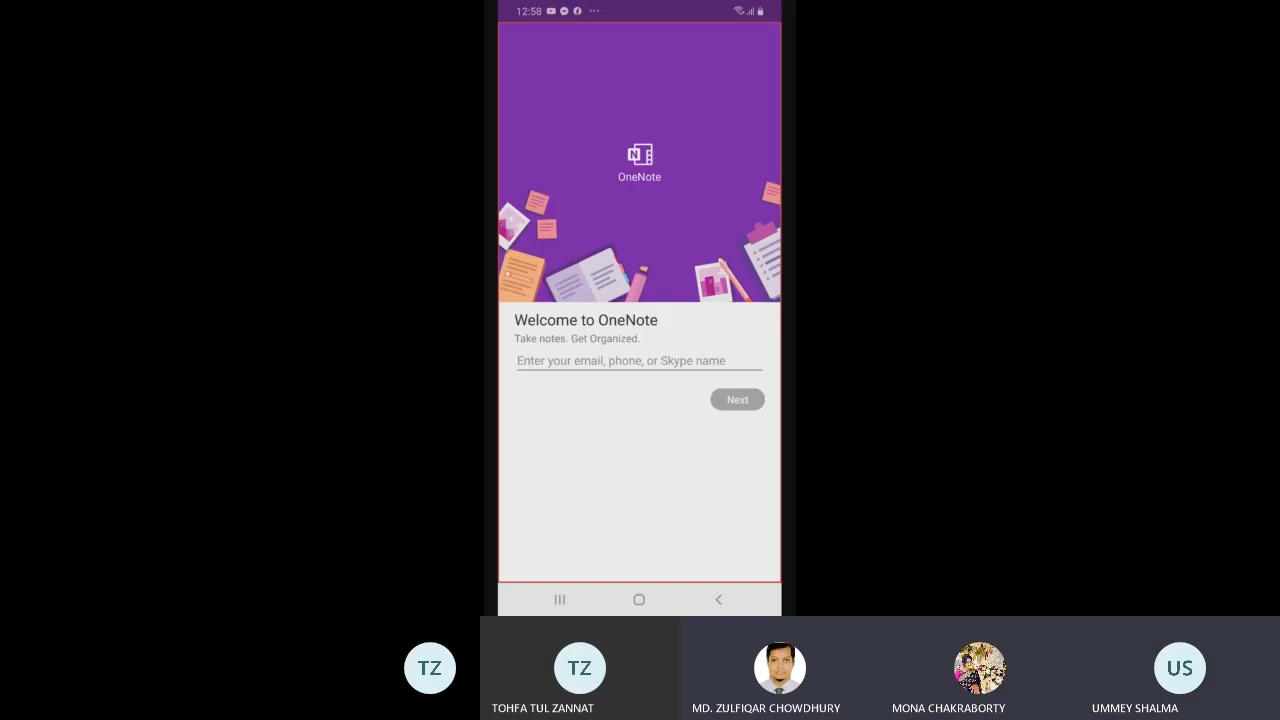 12:58
N
OneNote
Welcome to OneNote
Take notes. Get Organized.
Enter your email, phone, or Skype name
Next
TZ
TZ
US
TOHFA TUL ZANNAT
MD. ZULFIQAR CHOWDHURY
MONA CHAKRABORTY
UMMEY SHALMA